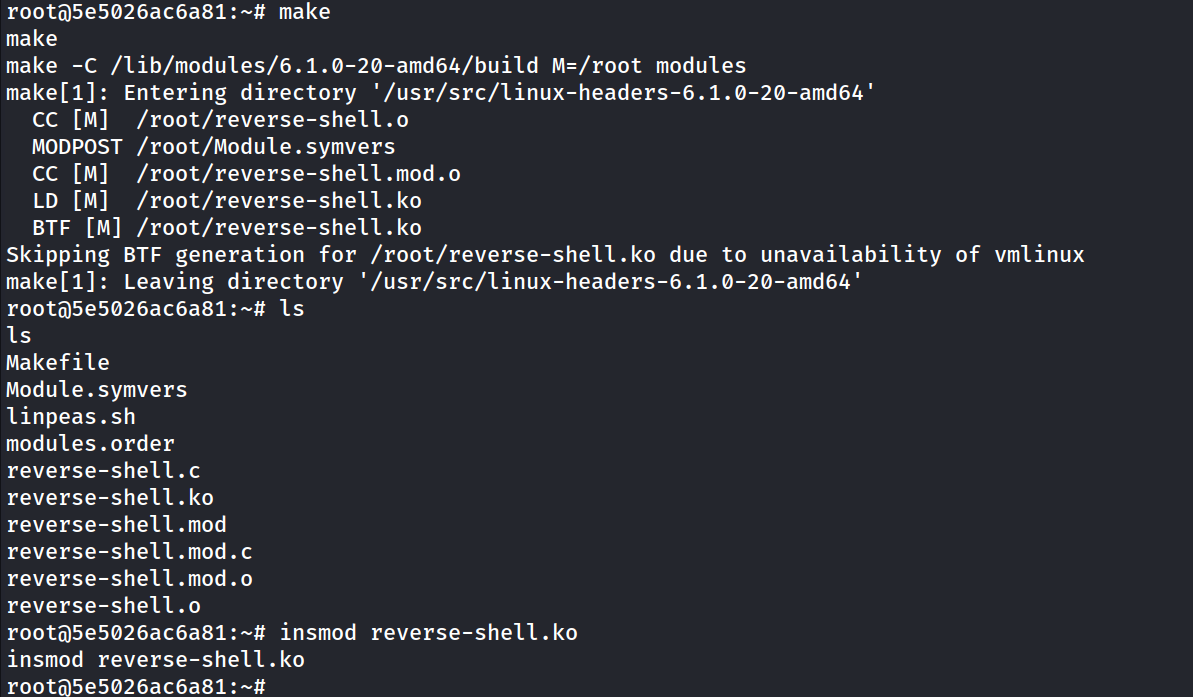 root@5e5026ac6a81:~# make
make
make -C /lib/modules/6.1.0-20-amd64/build M=/root modules
make[1]: Entering directory '/usr/src/linux-headers-6.1.0-20-amd64'
  CC [M]  /root/reverse-shell.o
  MODPOST /root/Module.symvers
  CC [M]  /root/reverse-shell.mod.o
  LD [M]  /root/reverse-shell.ko
  BTF [M] /root/reverse-shell.ko
Skipping BTF generation for /root/reverse-shell.ko due to unavailability of vmlinux
make[1]: Leaving directory '/usr/src/linux-headers-6.1.0-20-amd64'
root@5e5026ac6a81:~# ls
ls
Makefile
Module.symvers
linpeas.sh
modules.order
reverse-shell.c
reverse-shell.ko
reverse-shell.mod
reverse-shell.mod.c
reverse-shell.mod.o
reverse-shell.o
root@5e5026ac6a81:~# insmod reverse-shell.ko
insmod reverse-shell.ko
root@5e5026ac6a81:~#